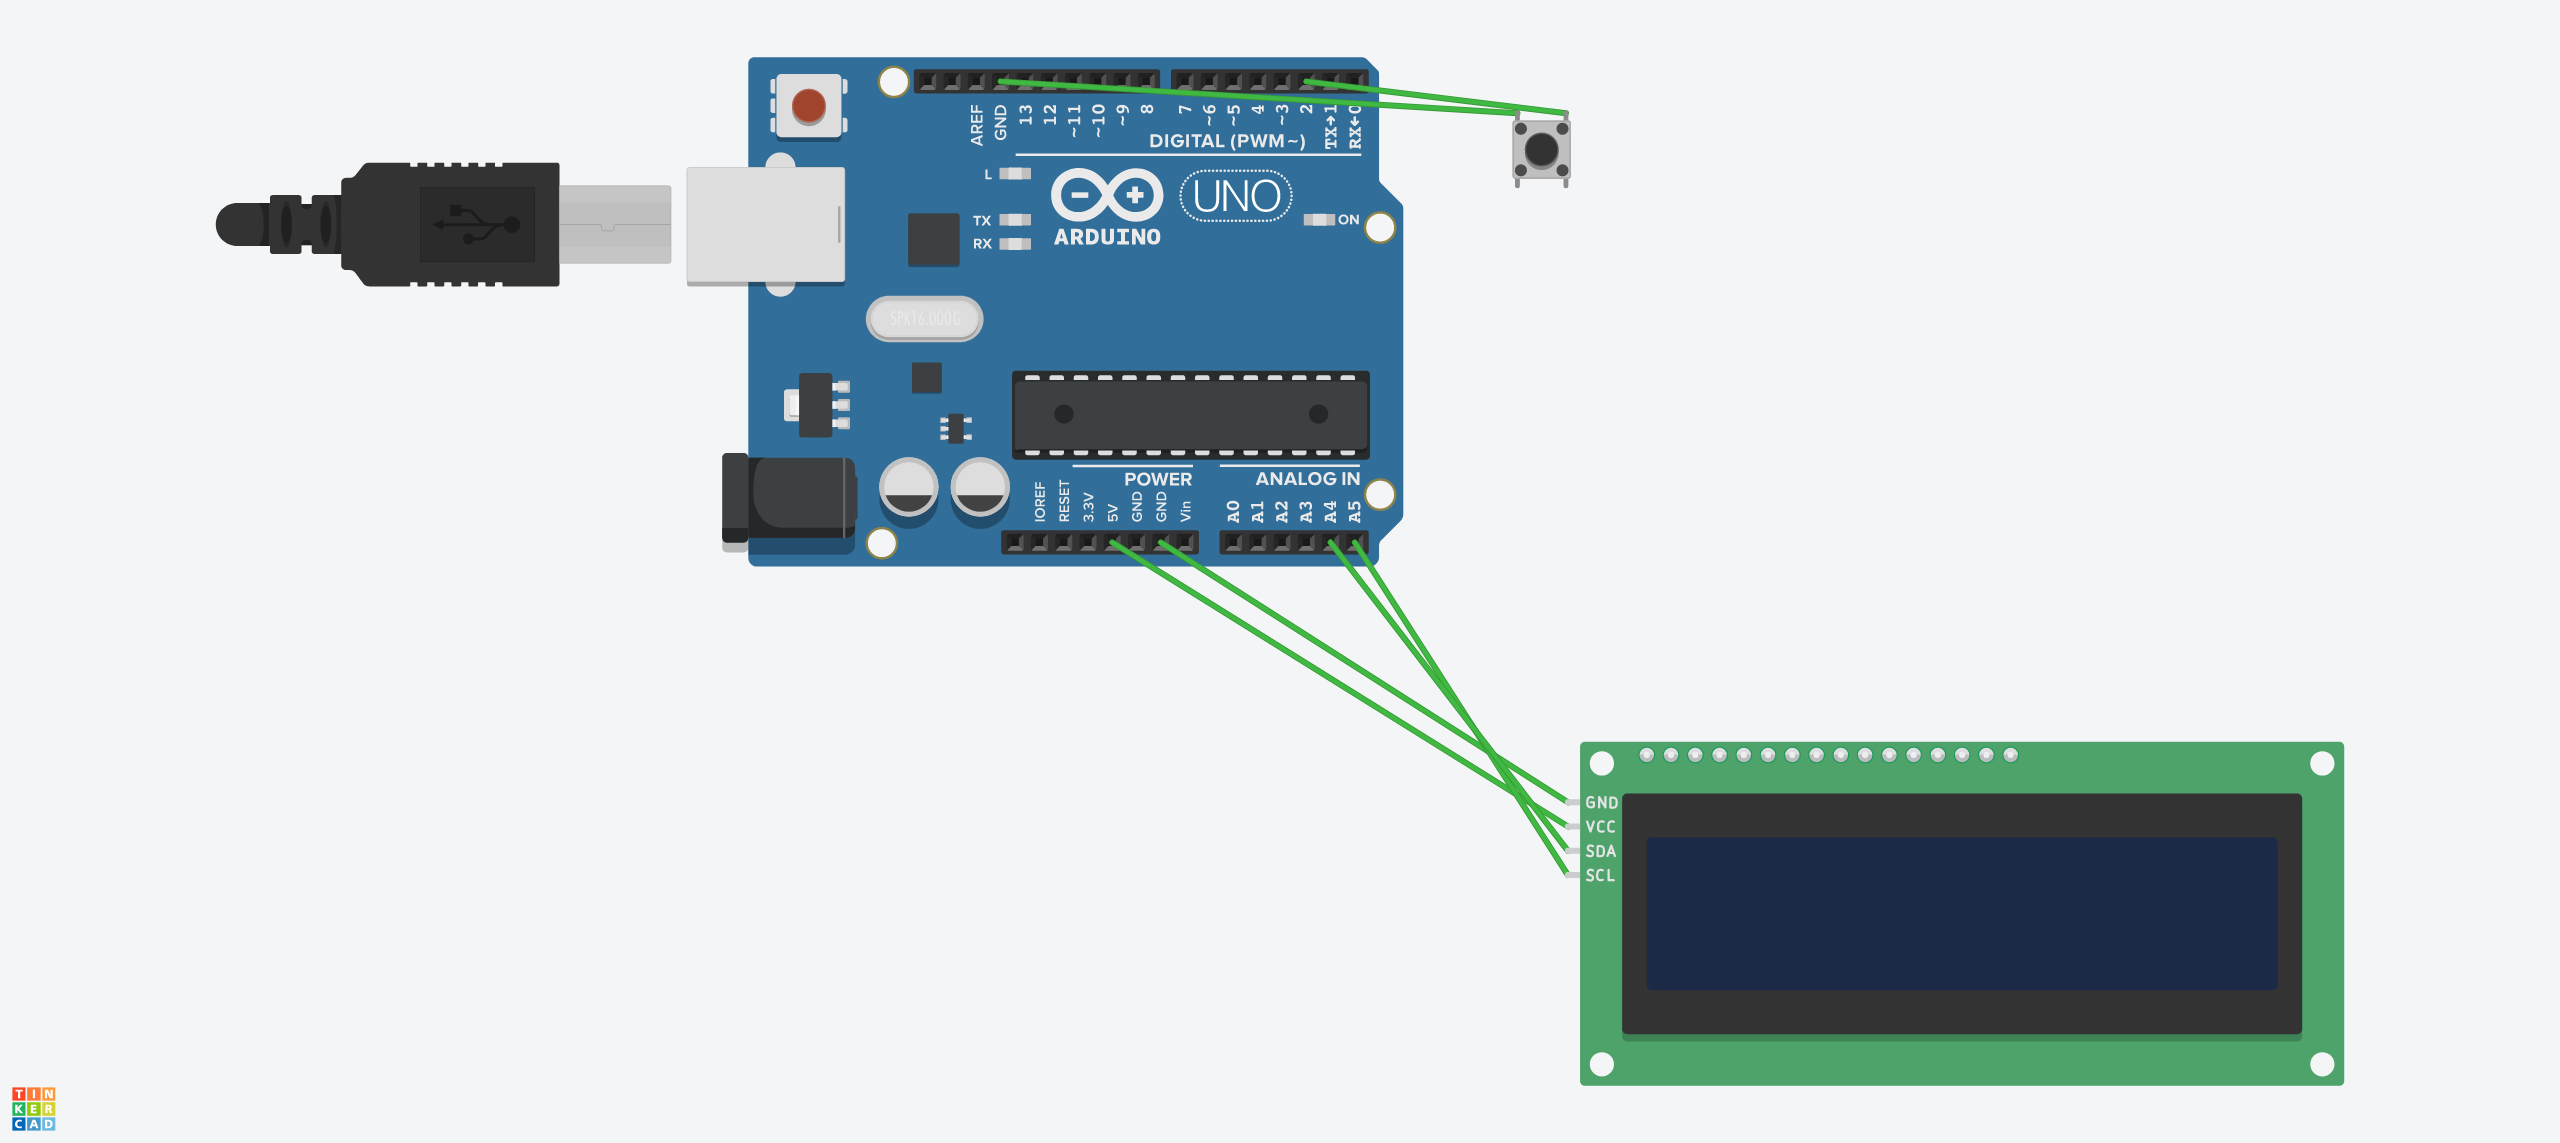 AREF
GND
13
12
~11
~10
~9
8
7
~6
~5
4
~3
2
TX→1
RX←0
DIGITAL (PWM~)
L
TX
RX
ARDUINO
UNO
ON
SPK16.000G
POWER
ANALOG IN
IOREF
RESET
3.3V
5V
GND
GND
Vin
A0
A1
A2
A3
A4
A5
GND
VCC
SDA
SCL
TIN
KER
CAD